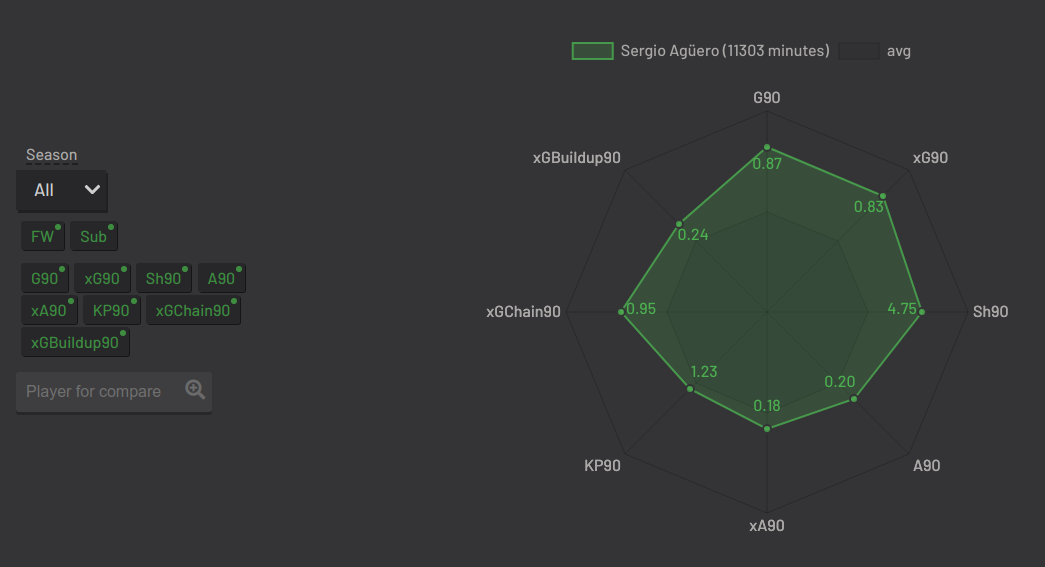 Sergio Agüero (11303 minutes) avg
G90
xGBuildup90 xG90
0.87
0.83
0.24
xGChain90 0.95 4.75 Sh90
1.23
0.20
0.18
KP90 A90
xA90
Season
All
FW Sub
G90 xG90 Sh90 A90
xA90 KP90 xGChain90
xGBuildup90
Player for compare